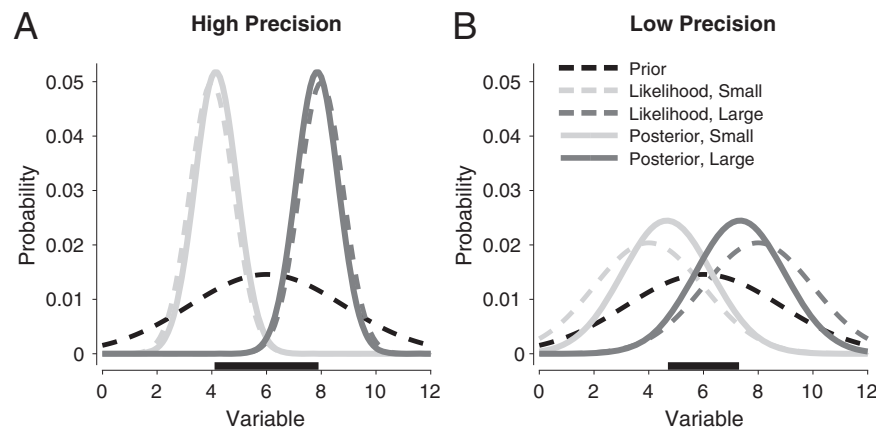 A
High Precision
Probability
0.05
0.04
0.03
0.02
0.01
0
0 2 4 6 8 10 12
Variable
B
Low Precision
Prior
Likelihood, Small
Likelihood, Large
Posterior, Small
Posterior, Large
Probability
0.05
0.04
0.03
0.02
0.01
0
0 2 4 6 8 10 12
Variable